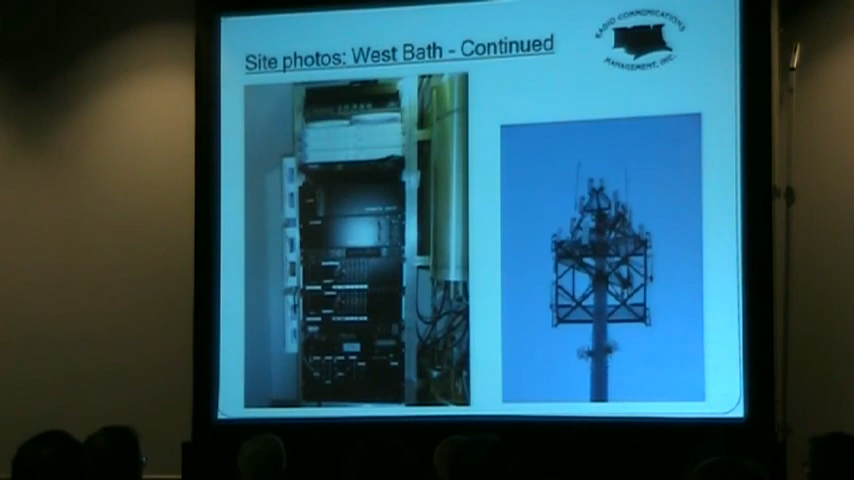 Site photos: West Bath - Continued
RADIO COMMUNICATIONS
MANAGEMENT, INC.